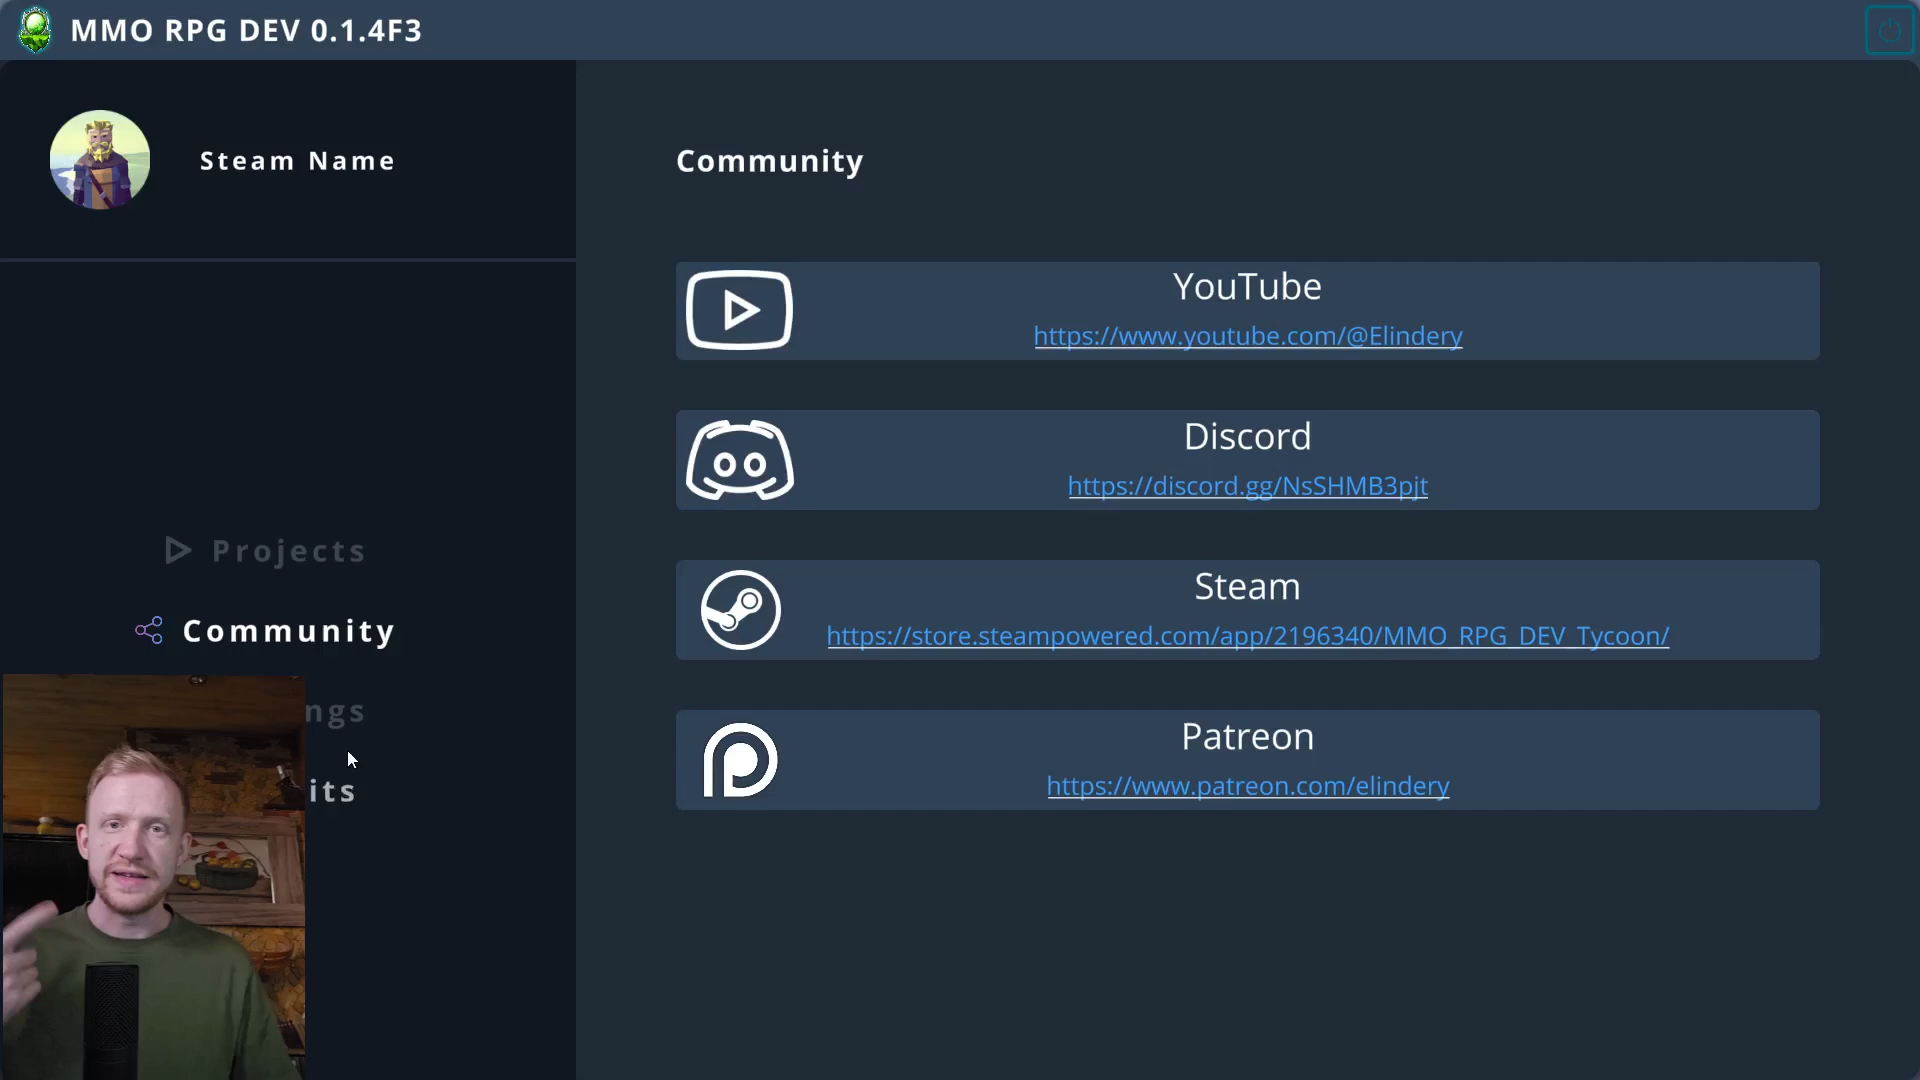 MMO RPG DEV 0.1.4F3
Steam Name
Projects
Community
ngs
its
Community
YouTube
https://www.youtube.com/@Elindery
Discord
https://discord.gg/NsSHMB3pjt
Steam
https://store.steampowered.com/app/2196340/MMO_RPG_DEV_Tycoon/
Patreon
https://www.patreon.com/elindery